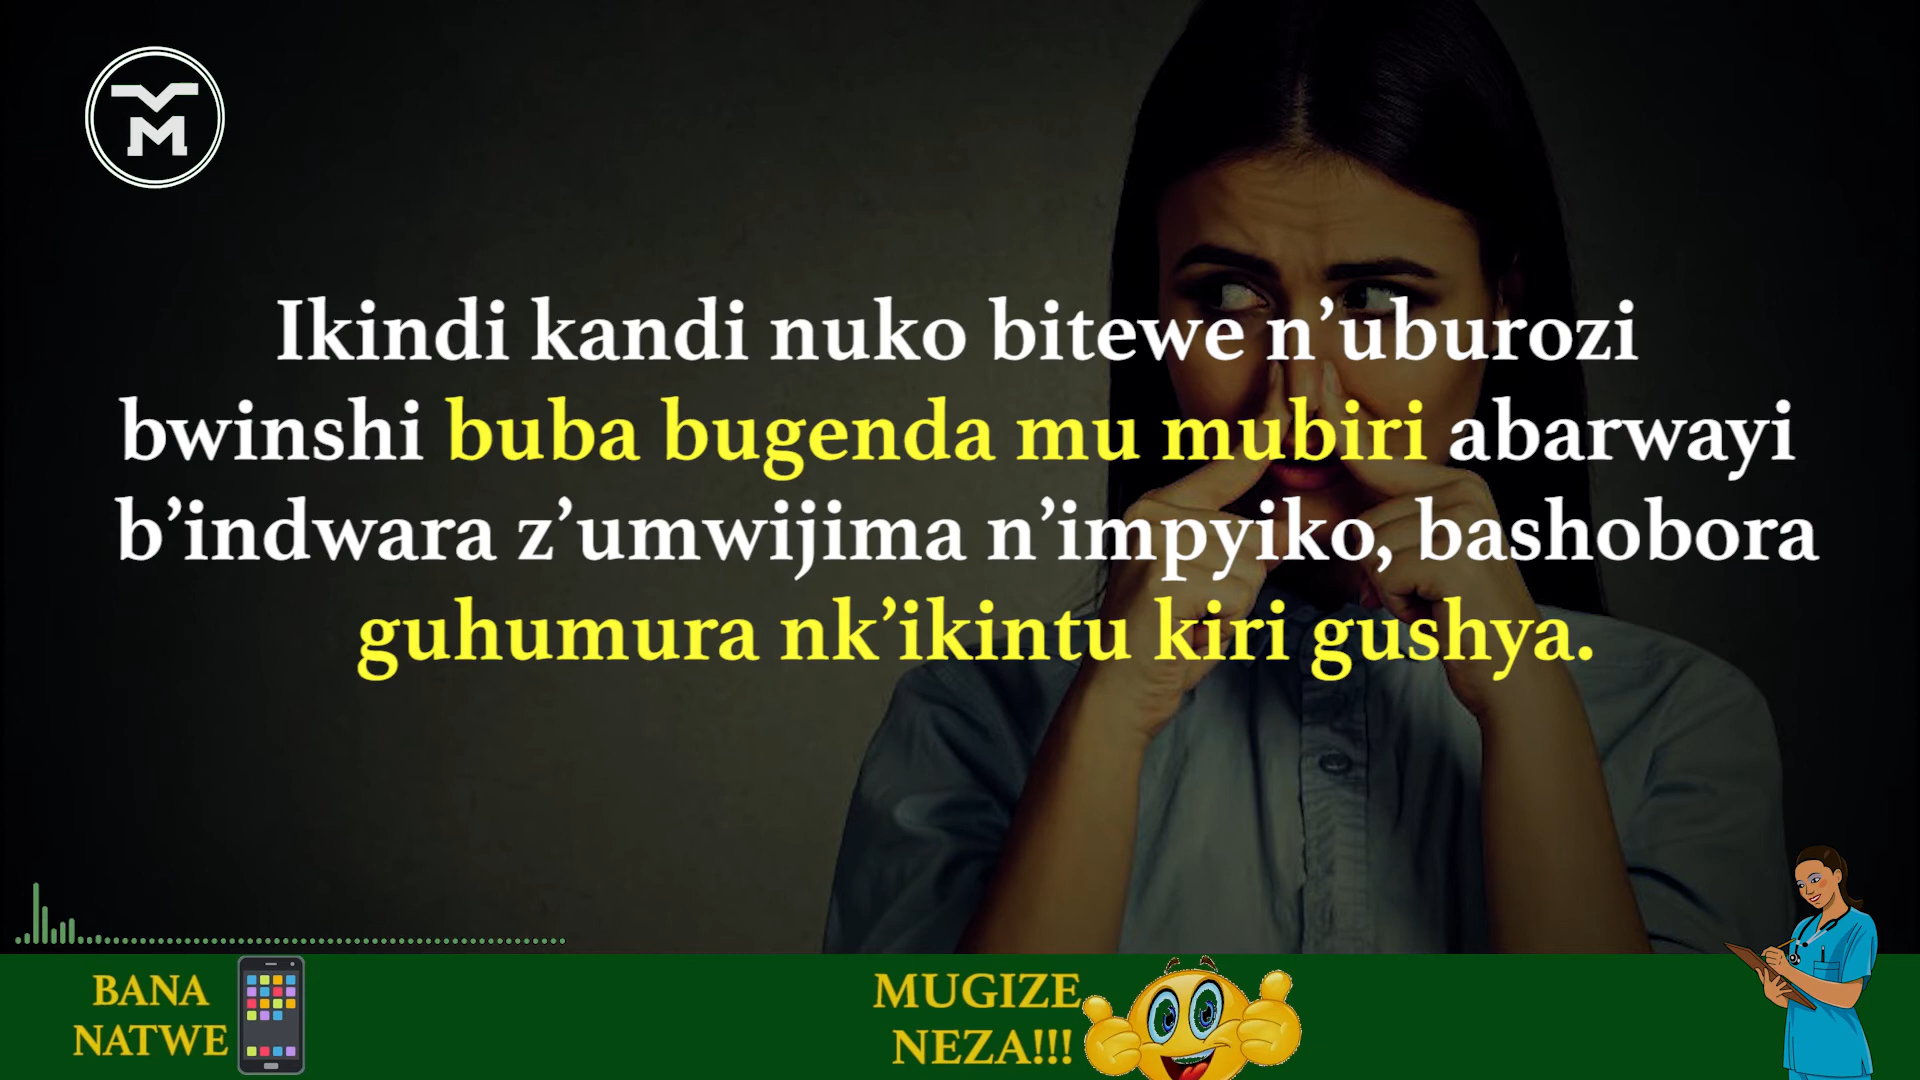 Ikindi kandi nuko bitewe n’uburozi
bwinshi buba bugenda mu mubiri abarwayi
b’indwara z’umwijima n’impyiko, bashobora
guhumura nk’ikintu kiri gushya.
BANA
NATWE
MUGIZE
NEZA!!!